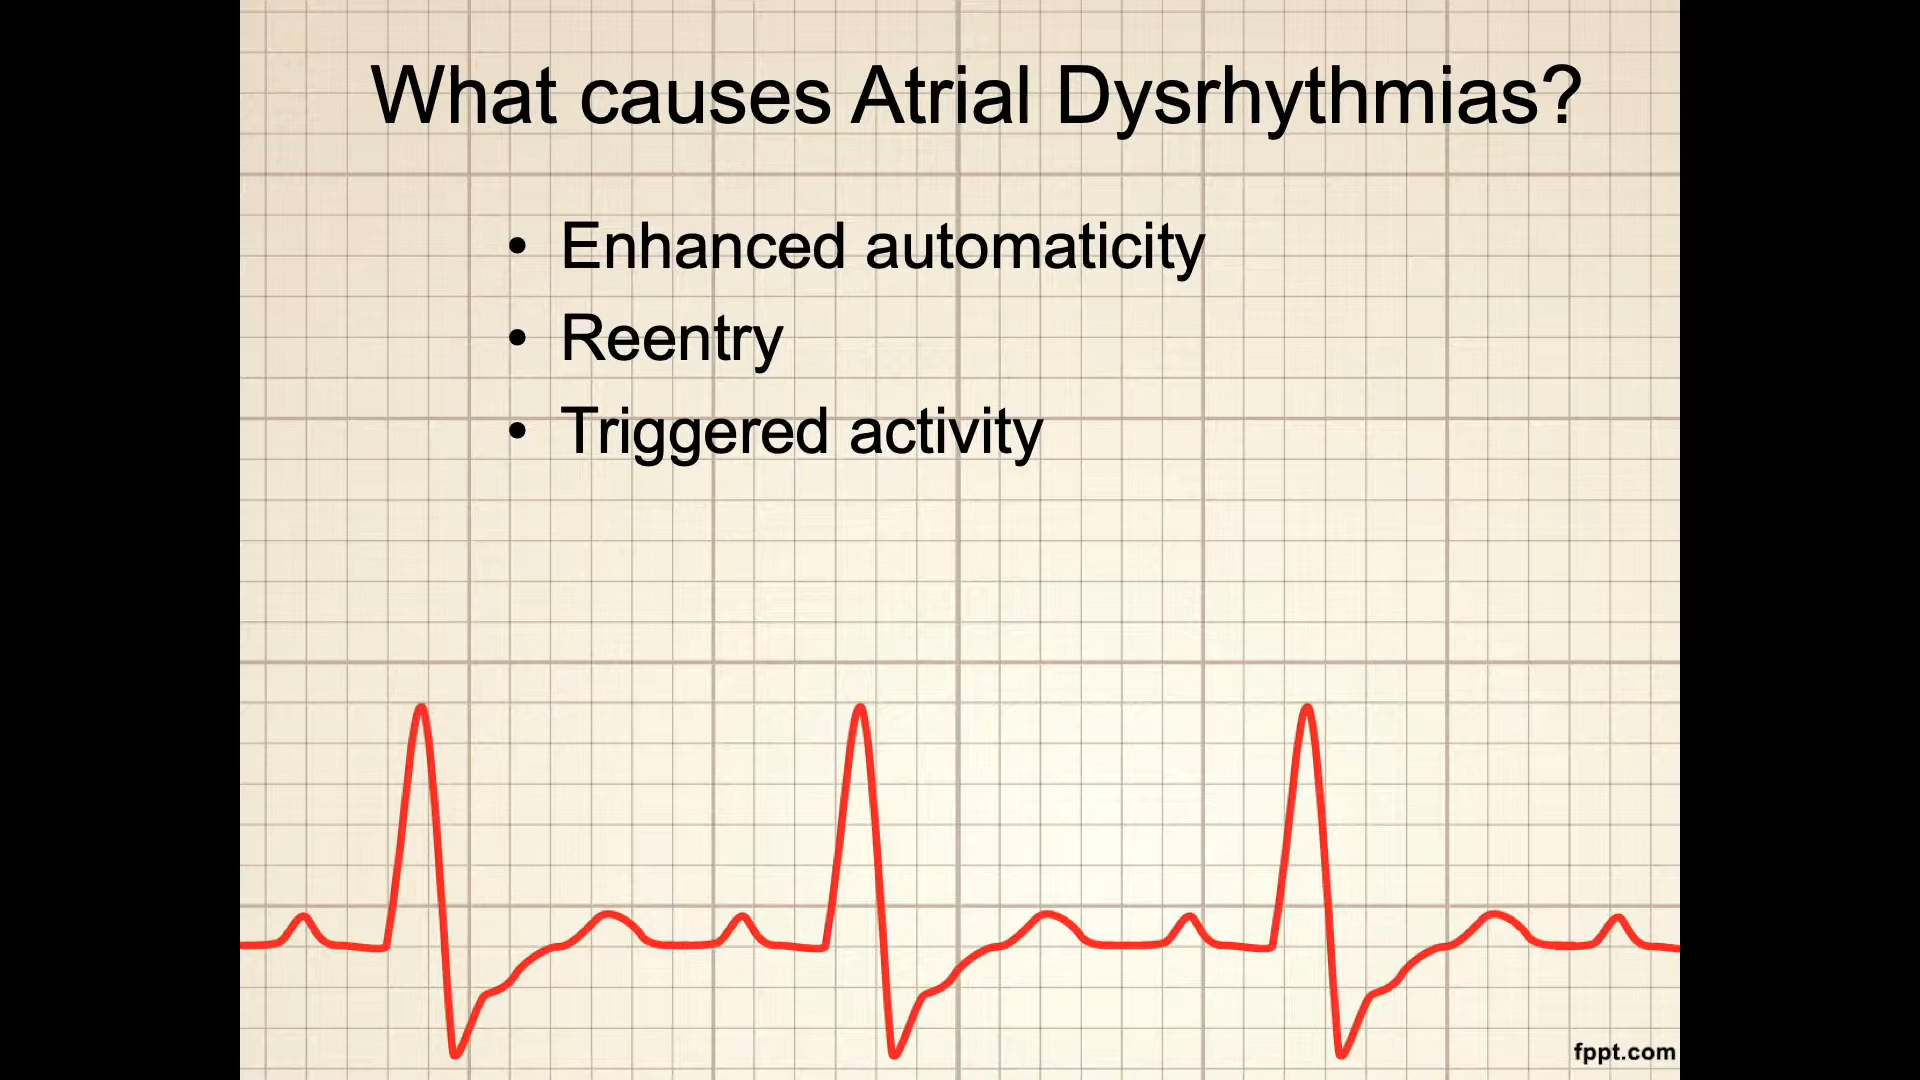 What causes Atrial Dysrhythmias?
• Enhanced automaticity
• Reentry
• Triggered activity
fppt.com